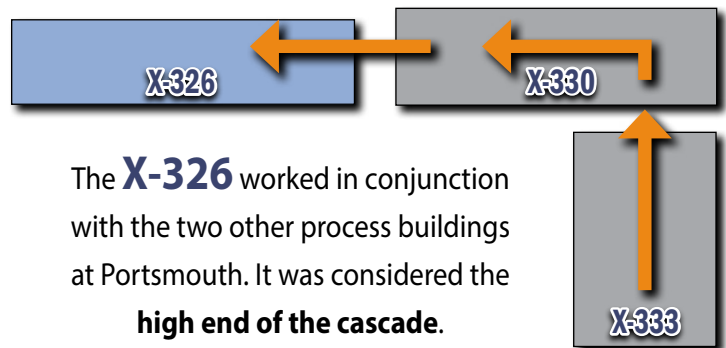 X-326
X-330
The X-326 worked in conjunction
with the two other process buildings
at Portsmouth. It was considered the
high end of the cascade.
X-333